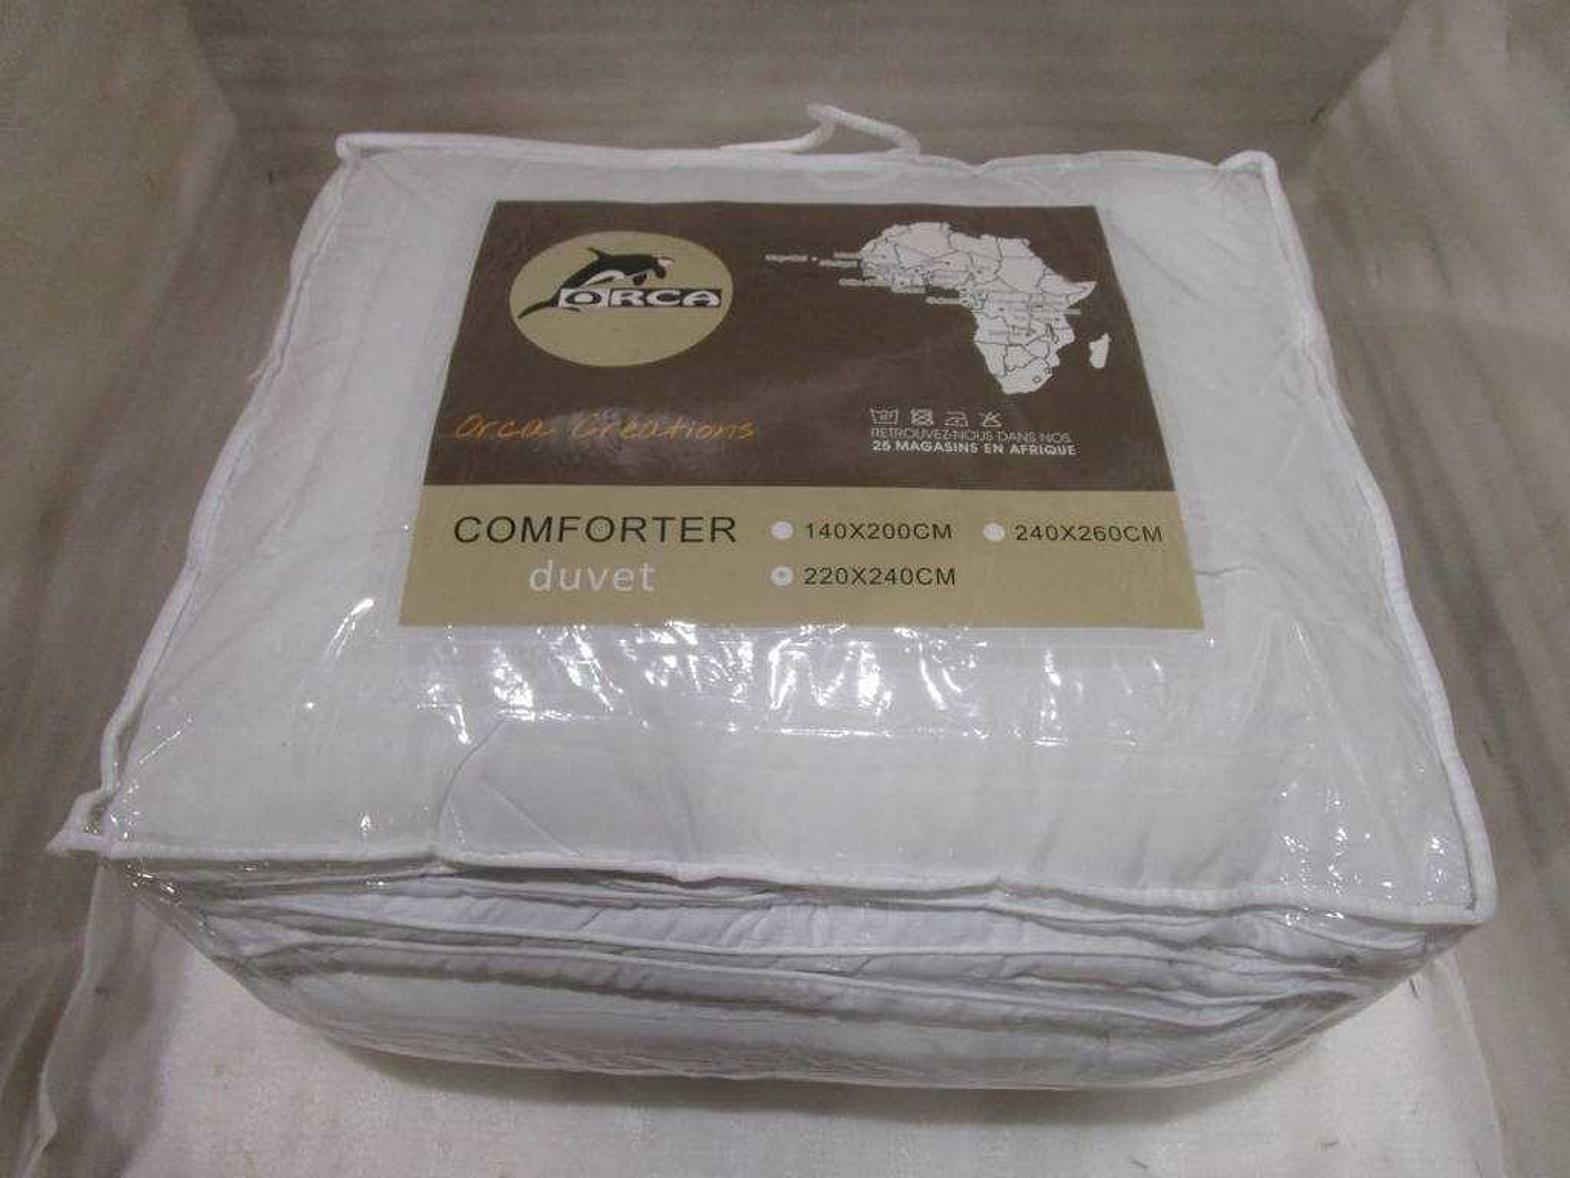 ORCA
Orca Creations
RETROUVEZ-NOUS DANS NOS
25 MAGASINS EN AFRIQUE
COMFORTER
duvet
140X200CM
240X260CM
220X240CM